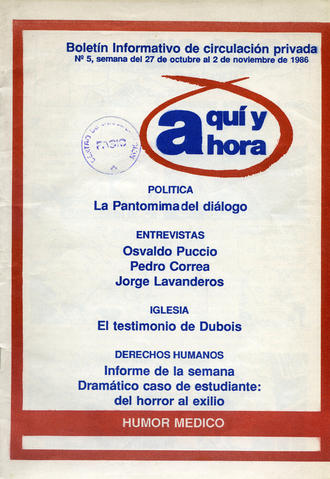 Boletín Informativo de circulación privada
Nº 5, semana del 27 de octubre al 2 de noviembre de 1986
aquí y
ahora
FASIC
POLITICA
La Pantomima del diálogo
ENTREVISTAS
Osvaldo Puccio
Pedro Correa
Jorge Lavanderos
IGLESIA
El testimonio de Dubois
DERECHOS HUMANOS
Informe de la semana
Dramático caso de estudiante:
del horror al exilio
HUMOR MEDICO